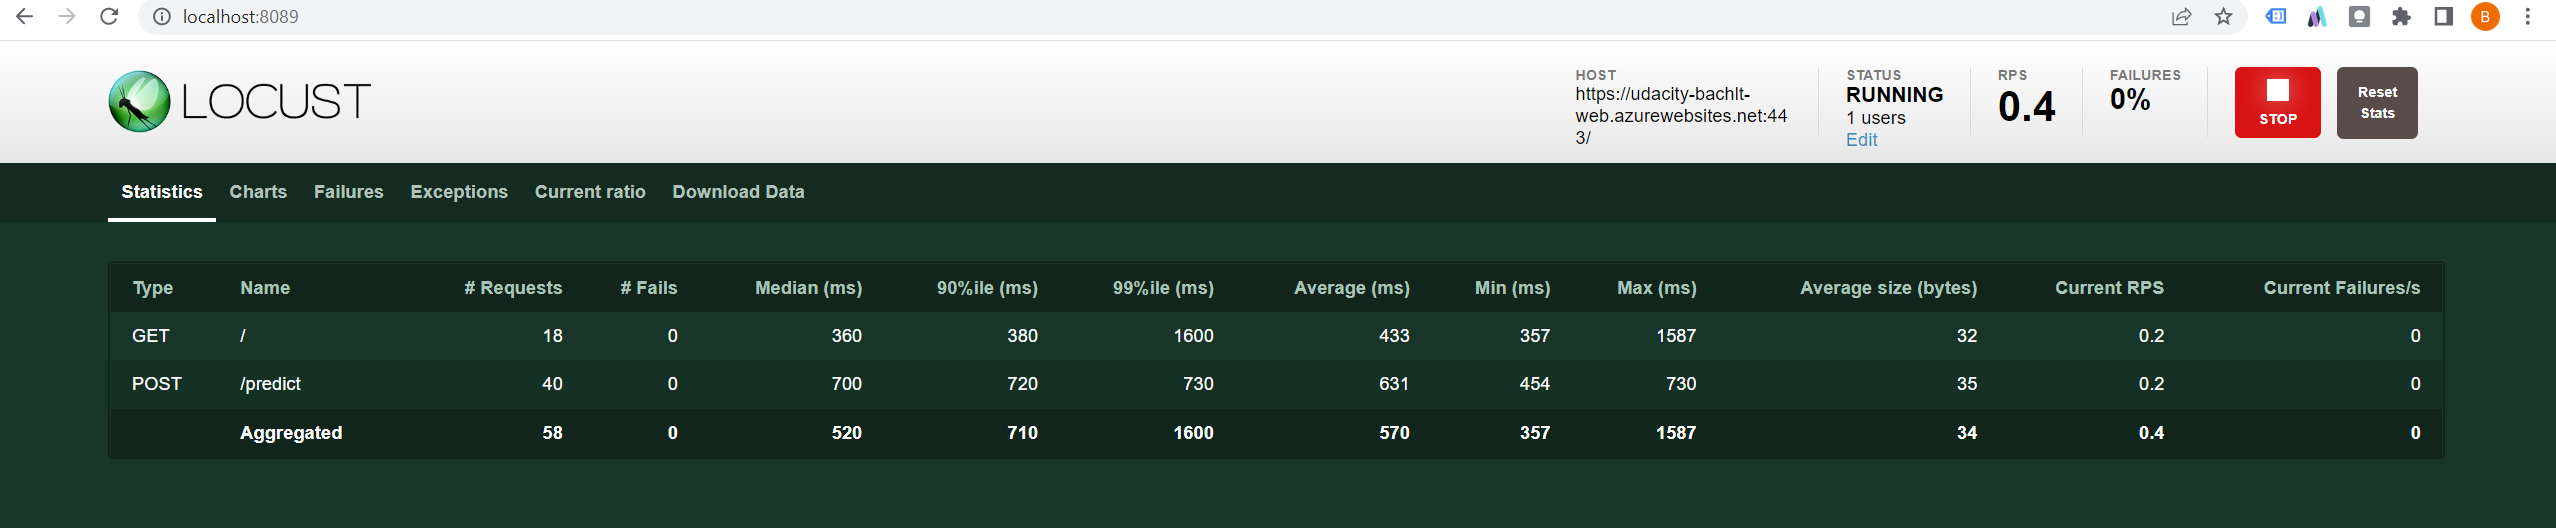 localhost:8089
B
LOCUST
HOST
https://udacity-bachlt-
web.azurewebsites.net:44
3/
STATUS
RUNNING
1 users
Edit
RPS
0.4
FAILURES
0%
STOP
Reset
Stats
Statistics Charts Failures Exceptions Current ratio Download Data
Type Name # Requests # Fails Median (ms) 90%ile (ms) 99%ile (ms) Average (ms) Min (ms) Max (ms) Average size (bytes) Current RPS Current Failures/s
GET / 18 0 360 380 1600 433 357 1587 32 0.2 0
POST /predict 40 0 700 720 730 631 454 730 35 0.2 0
Aggregated 58 0 520 710 1600 570 357 1587 34 0.4 0